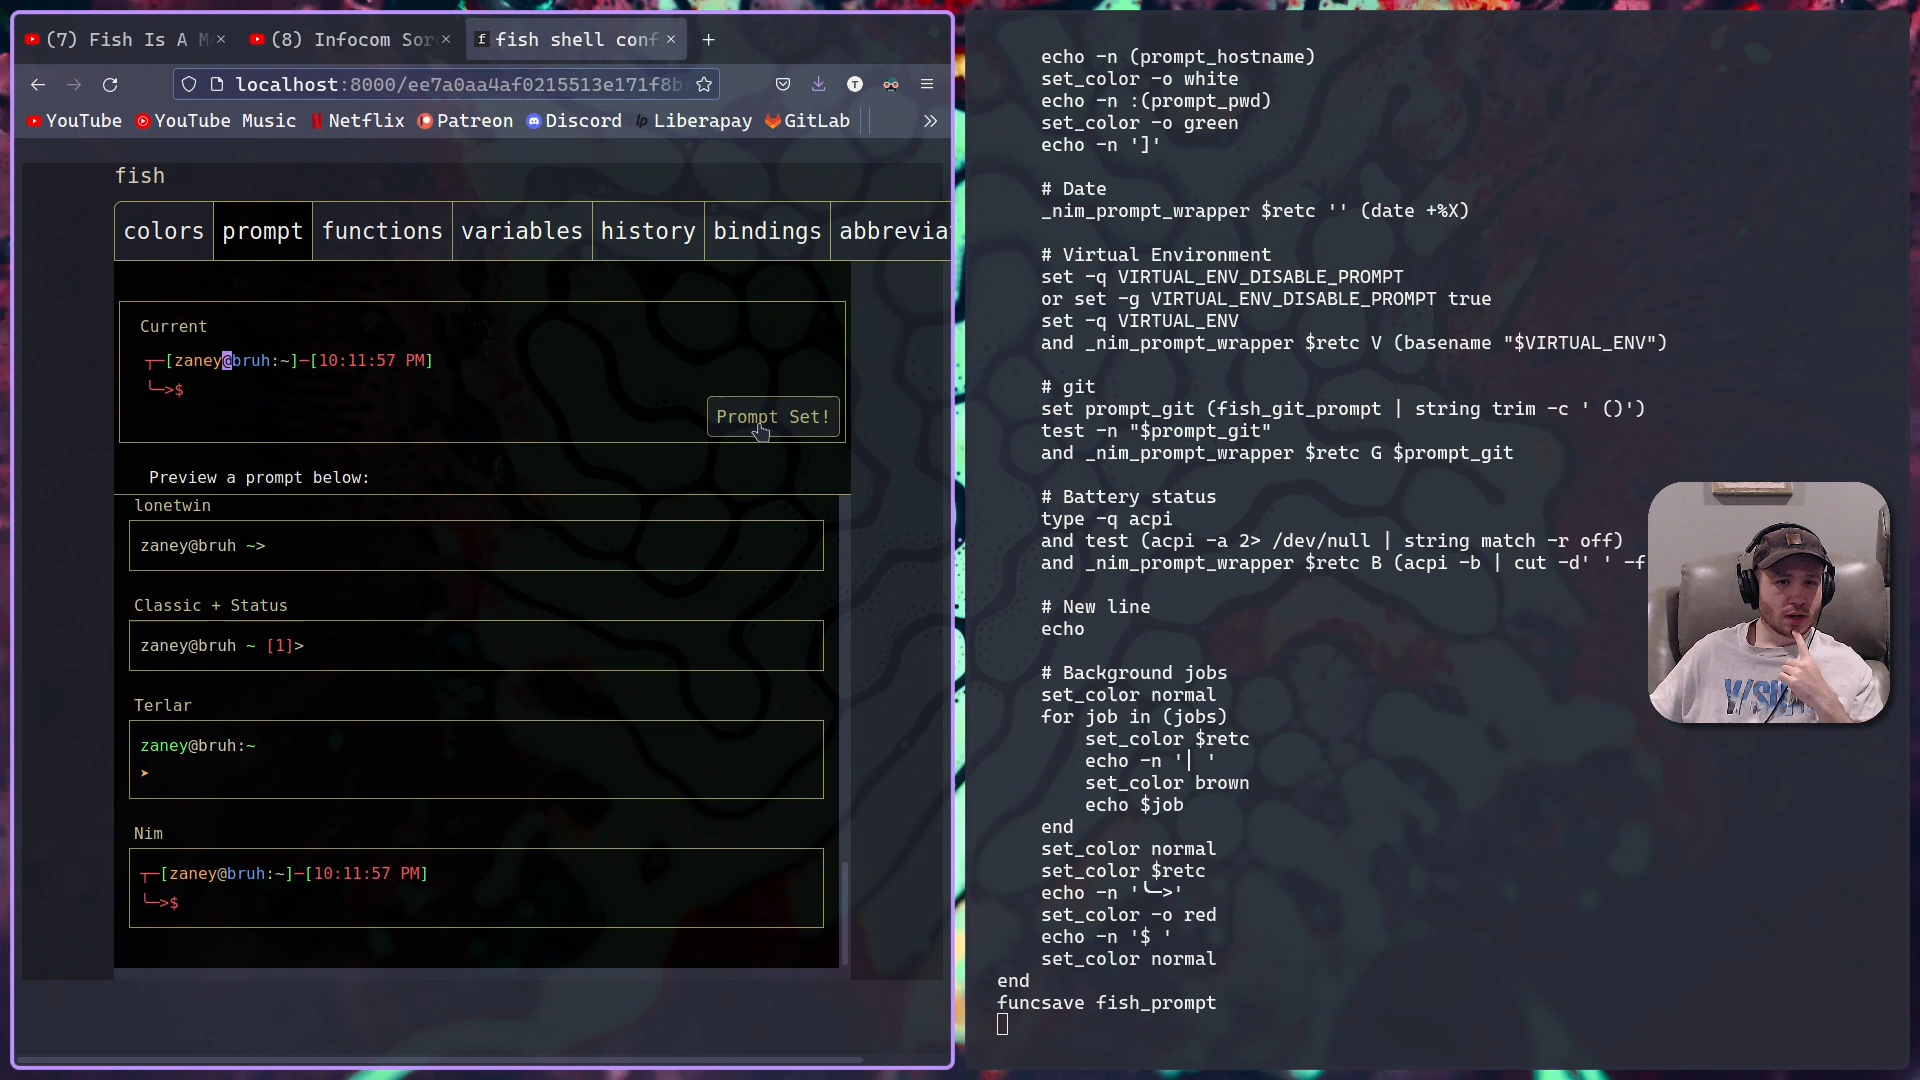 (7) Fish Is A M
(8) Infocom Sor
fish shell conf
localhost:8000/ee7a0aa4af0215513e171f8b
YouTube
YouTube Music
Netflix
Patreon
Discord
Liberapay
GitLab
fish
colors
prompt
functions
variables
history
bindings
abbrevia
Current
┬─[zaney@bruh:~]─[10:11:57 PM]
╰─>$
Prompt Set!
Preview a prompt below:
lonetwin
zaney@bruh ~>
Classic + Status
zaney@bruh ~ [1]>
Terlar
zaney@bruh:~
➤
Nim
┬─[zaney@bruh:~]─[10:11:57 PM]
╰─>$
echo -n (prompt_hostname)
set_color -o white
echo -n :(prompt_pwd)
set_color -o green
echo -n ']'
# Date
_nim_prompt_wrapper $retc '' (date +%X)
# Virtual Environment
set -q VIRTUAL_ENV_DISABLE_PROMPT
or set -g VIRTUAL_ENV_DISABLE_PROMPT true
set -q VIRTUAL_ENV
and _nim_prompt_wrapper $retc V (basename "$VIRTUAL_ENV")
# git
set prompt_git (fish_git_prompt | string trim -c ' ()')
test -n "$prompt_git"
and _nim_prompt_wrapper $retc G $prompt_git
# Battery status
type -q acpi
and test (acpi -a 2> /dev/null | string match -r off)
and _nim_prompt_wrapper $retc B (acpi -b | cut -d' ' -f
# New line
echo
# Background jobs
set_color normal
for job in (jobs)
set_color $retc
echo -n '│ '
set_color brown
echo $job
end
set_color normal
set_color $retc
echo -n '╰─>'
set_color -o red
echo -n '$ '
set_color normal
end
funcsave fish_prompt